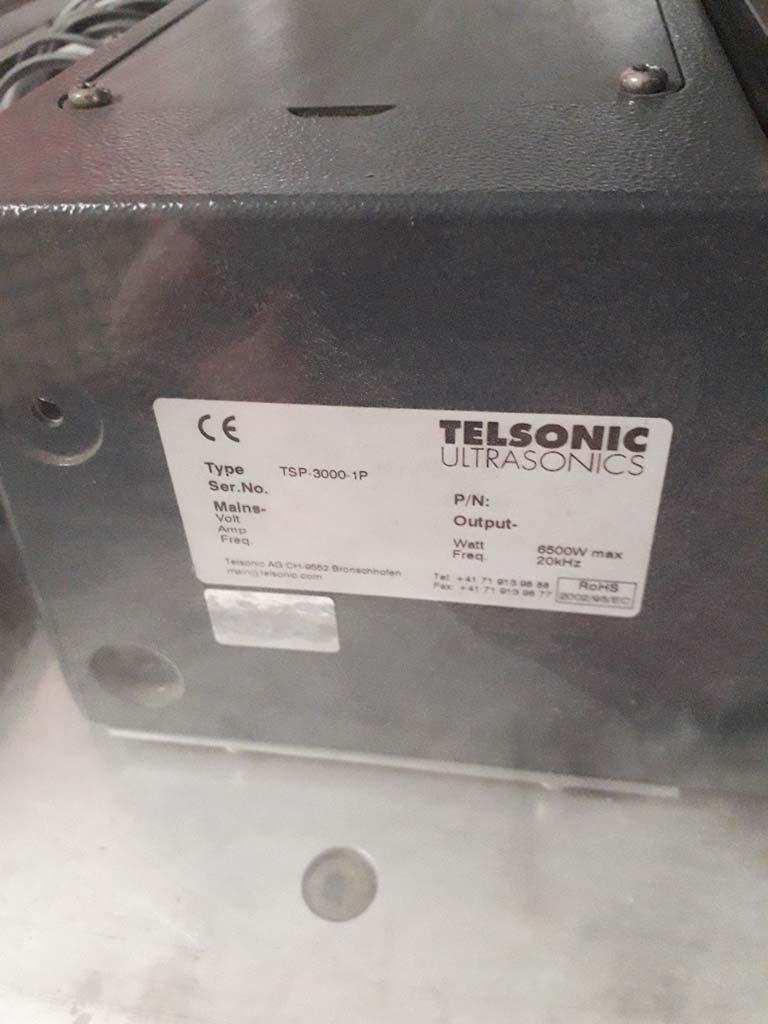 CE
TELSONIC
ULTRASONICS
Type TSP-3000-1P
Ser.No.
P/N:
Mains-
Volt
Amp
Freq.
Output-
Watt 6500W max
Freq. 20kHz
Telsonic AG CH-9552 Bronschhofen
main@telsonic.com
Tel: +41 71 913 98 88
Fax: +41 71 913 98 77
RoHS
2002/95/EC